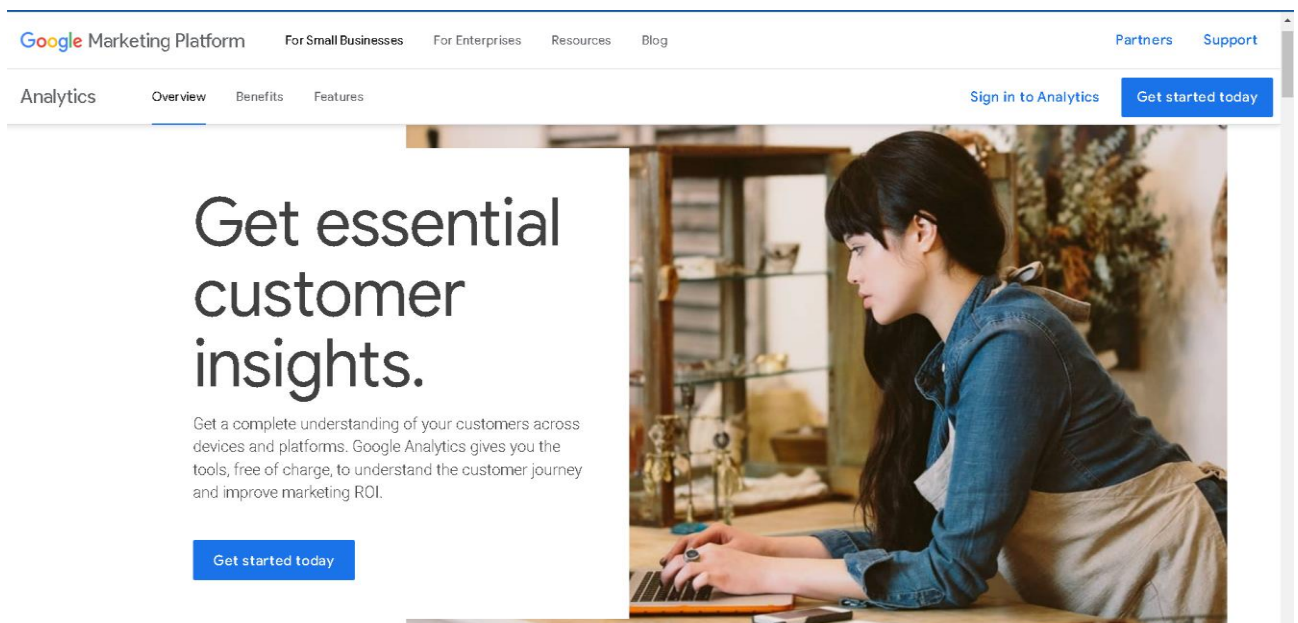 Google Marketing Platform For Small Businesses For Enterprises Resources Blog Partners Support
Analytics Overview Benefits Features Sign in to Analytics Get started today
Get essential
customer
insights.
Get a complete understanding of your customers across
devices and platforms. Google Analytics gives you the
tools, free of charge, to understand the customer journey
and improve marketing ROI.
Get started today